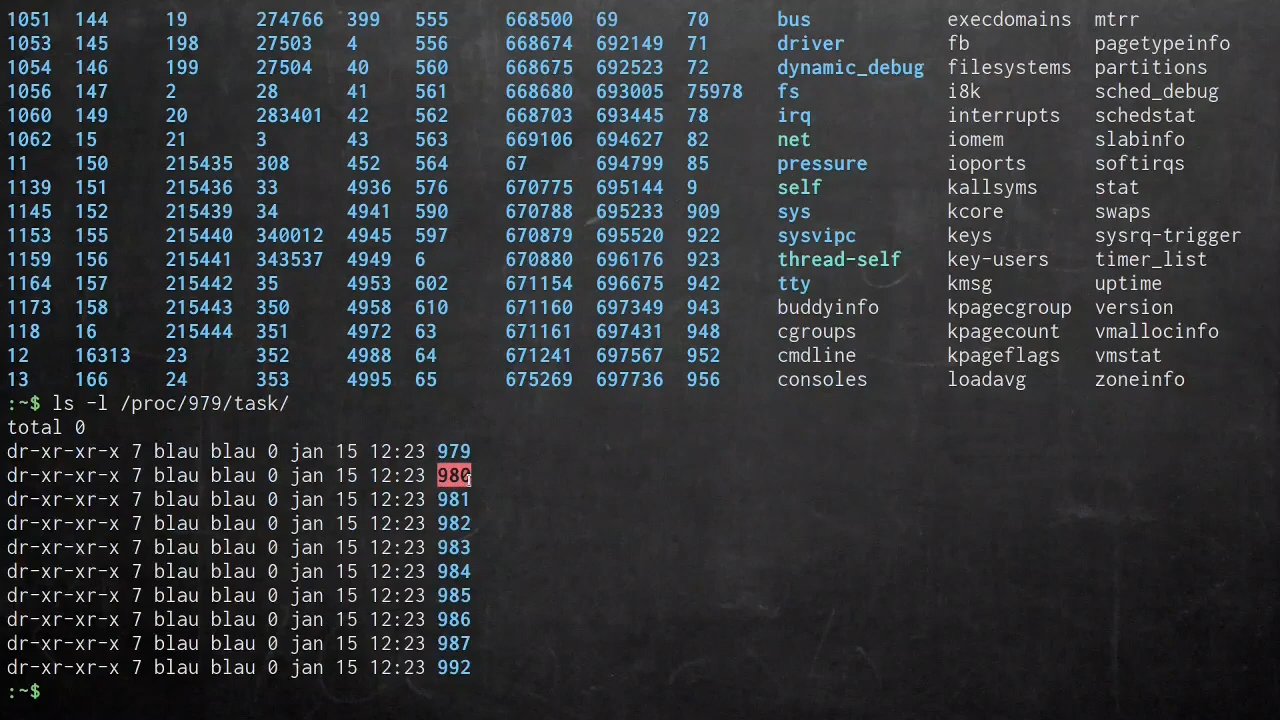 1051 144 19 274766 399 555 668500 69 70 bus execdomains mtrr
1053 145 198 27503 4 556 668674 692149 71 driver fb pagetypeinfo
1054 146 199 27504 40 560 668675 692523 72 dynamic_debug filesystems partitions
1056 147 2 28 41 561 668680 693005 75978 fs i8k sched_debug
1060 149 20 283401 42 562 668703 693445 78 irq interrupts schedstat
1062 15 21 3 43 563 669106 694627 82 net iomem slabinfo
11 150 215435 308 452 564 67 694799 85 pressure ioports softirqs
1139 151 215436 33 4936 576 670775 695144 9 self kallsyms stat
1145 152 215439 34 4941 590 670788 695233 909 sys kcore swaps
1153 155 215440 340012 4945 597 670879 695520 922 sysvipc keys sysrq-trigger
1159 156 215441 343537 4949 6 670880 696176 923 thread-self key-users timer_list
1164 157 215442 35 4953 602 671154 696675 942 tty kmsg uptime
1173 158 215443 350 4958 610 671160 697349 943 buddyinfo kpagecgroup version
118 16 215444 351 4972 63 671161 697431 948 cgroups kpagecount vmallocinfo
12 16313 23 352 4988 64 671241 697567 952 cmdline kpageflags vmstat
13 166 24 353 4995 65 675269 697736 956 consoles loadavg zoneinfo
:~$ ls -l /proc/979/task/
total 0
dr-xr-xr-x 7 blau blau 0 jan 15 12:23 979
dr-xr-xr-x 7 blau blau 0 jan 15 12:23 980
dr-xr-xr-x 7 blau blau 0 jan 15 12:23 981
dr-xr-xr-x 7 blau blau 0 jan 15 12:23 982
dr-xr-xr-x 7 blau blau 0 jan 15 12:23 983
dr-xr-xr-x 7 blau blau 0 jan 15 12:23 984
dr-xr-xr-x 7 blau blau 0 jan 15 12:23 985
dr-xr-xr-x 7 blau blau 0 jan 15 12:23 986
dr-xr-xr-x 7 blau blau 0 jan 15 12:23 987
dr-xr-xr-x 7 blau blau 0 jan 15 12:23 992
:~$